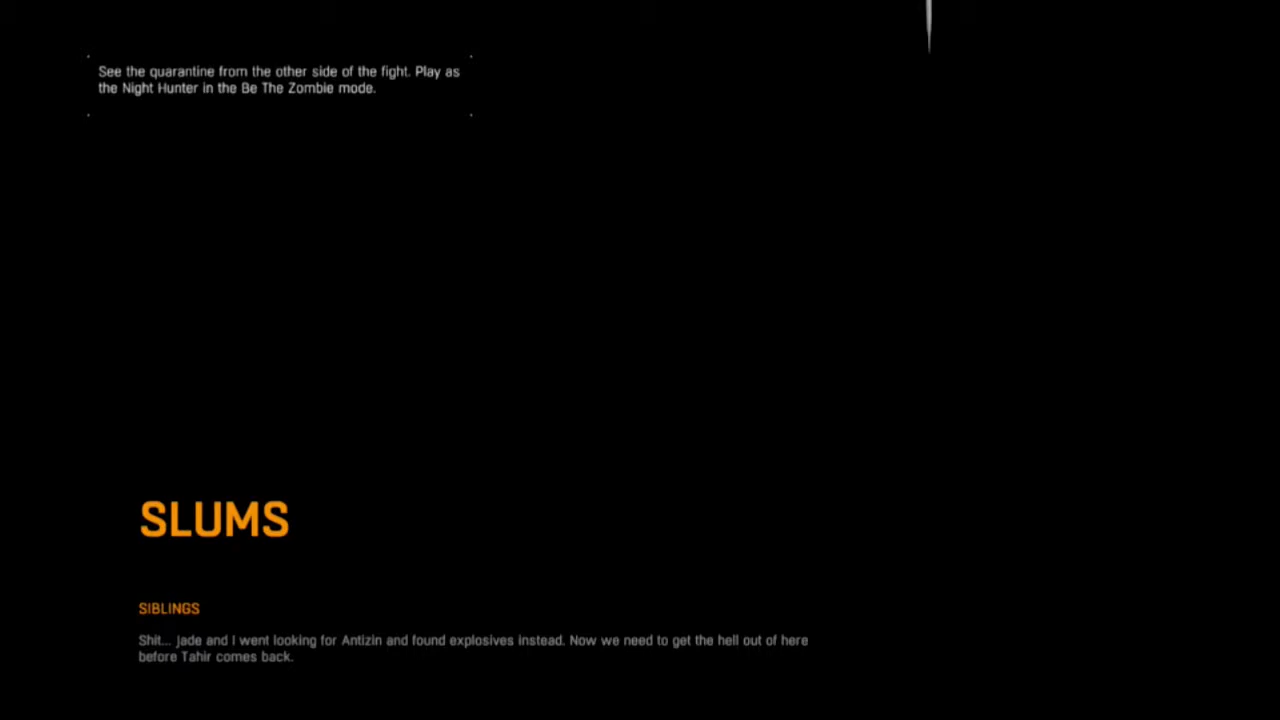 See the quarantine from the other side of the fight. Play as
the Night Hunter in the Be The Zombie mode.
SLUMS
SIBLINGS
Shit... Jade and I went looking for Antizin and found explosives instead. Now we need to get the hell out of here
before Tahir comes back.